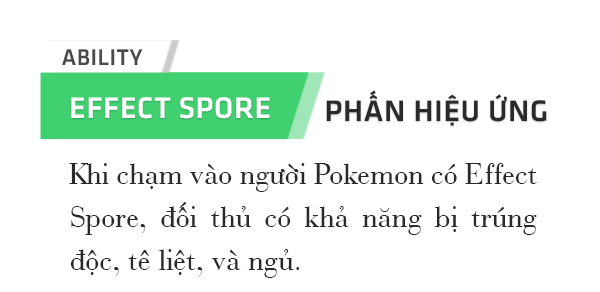 ABILITY
EFFECT SPORE PHẤN HIỆU ỨNG
Khi chạm vào người Pokemon có Effect
Spore, đối thủ có khả năng bị trúng
độc, tê liệt, và ngủ.